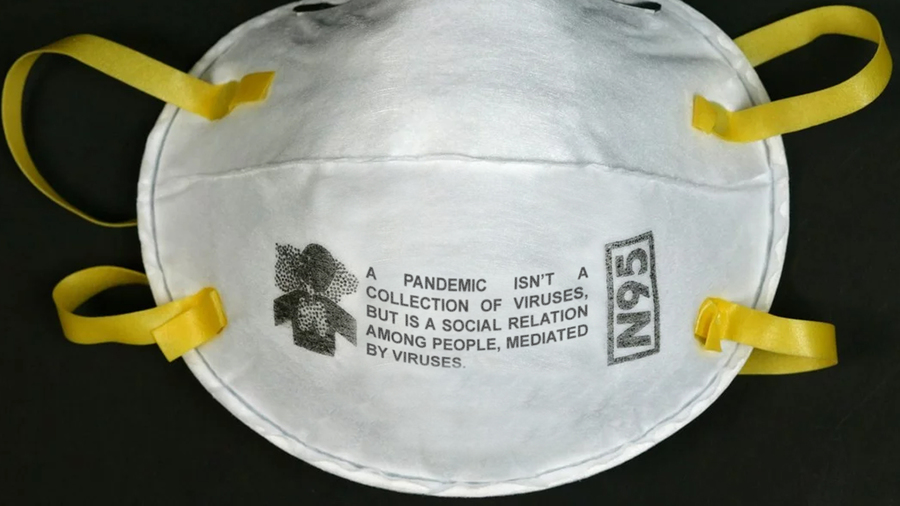 A PANDEMIC ISN'T A
COLLECTION OF VIRUSES,
BUT IS A SOCIAL RELATION
AMONG PEOPLE, MEDIATED
BY VIRUSES.
N95